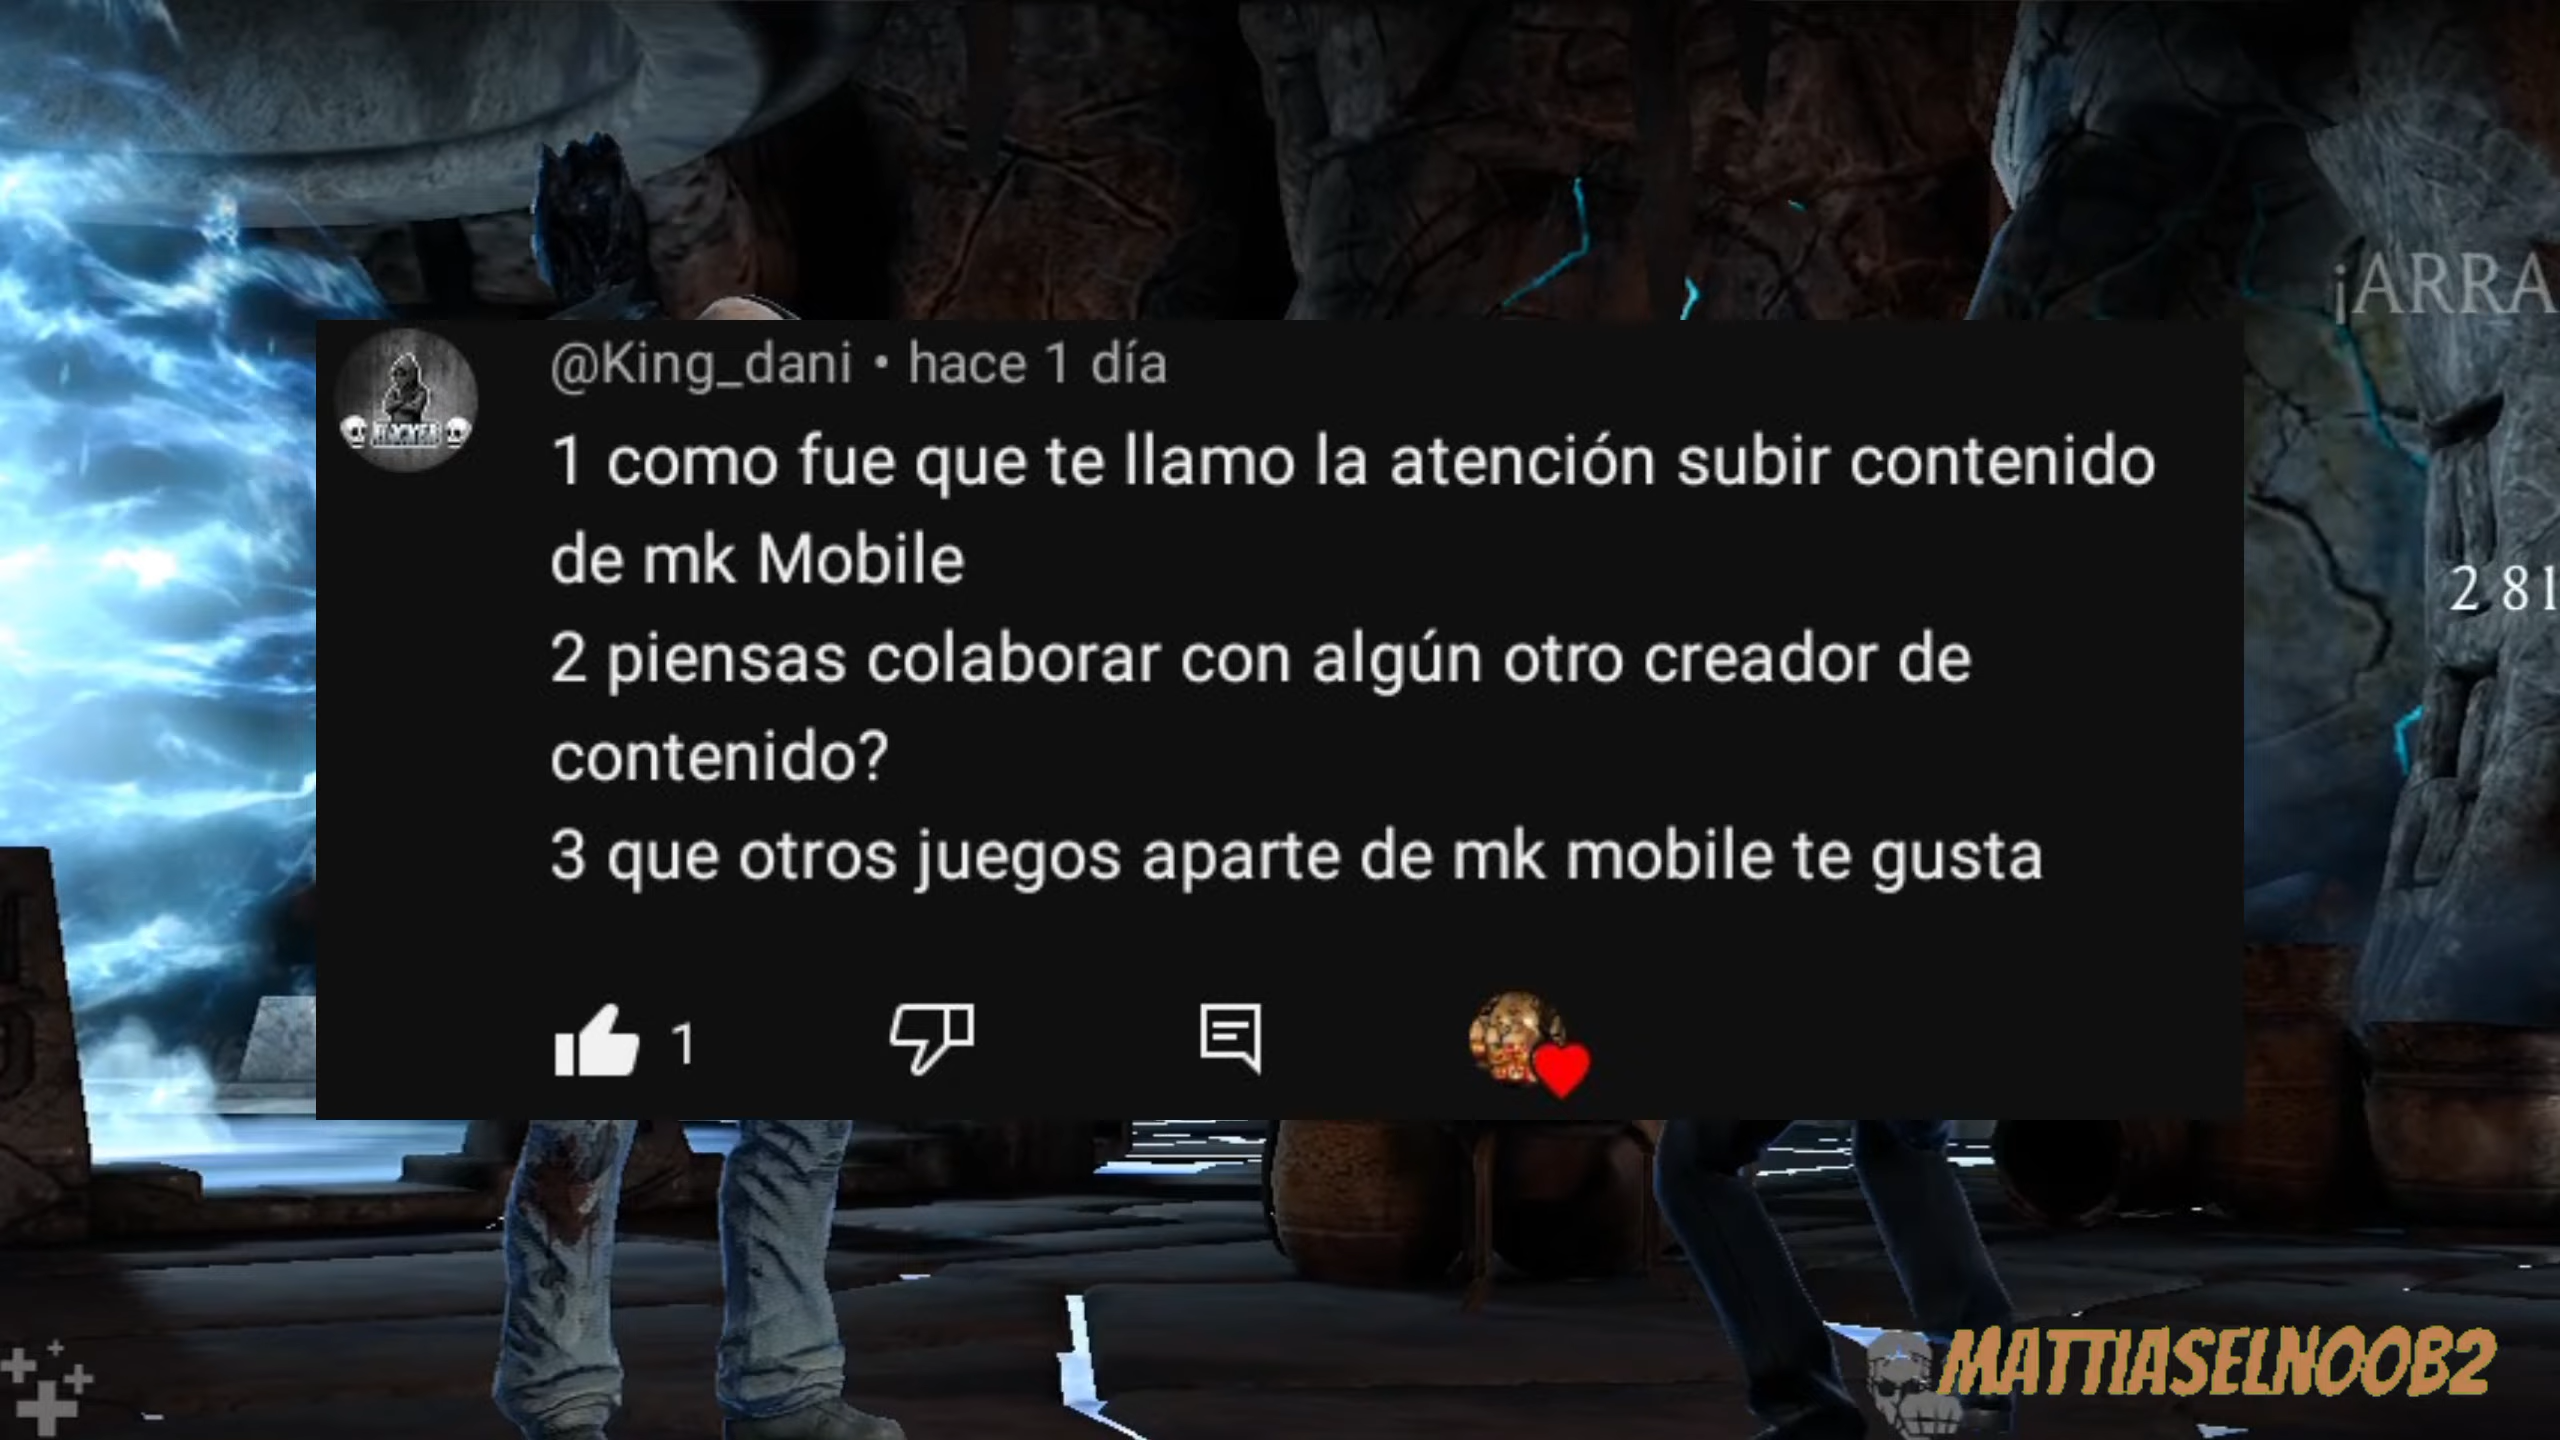 ¡ARRA
@King_dani • hace 1 día
1 como fue que te llamo la atención subir contenido
de mk Mobile
2 piensas colaborar con algún otro creador de
contenido?
3 que otros juegos aparte de mk mobile te gusta
1
281
MATTIASELNOOB2